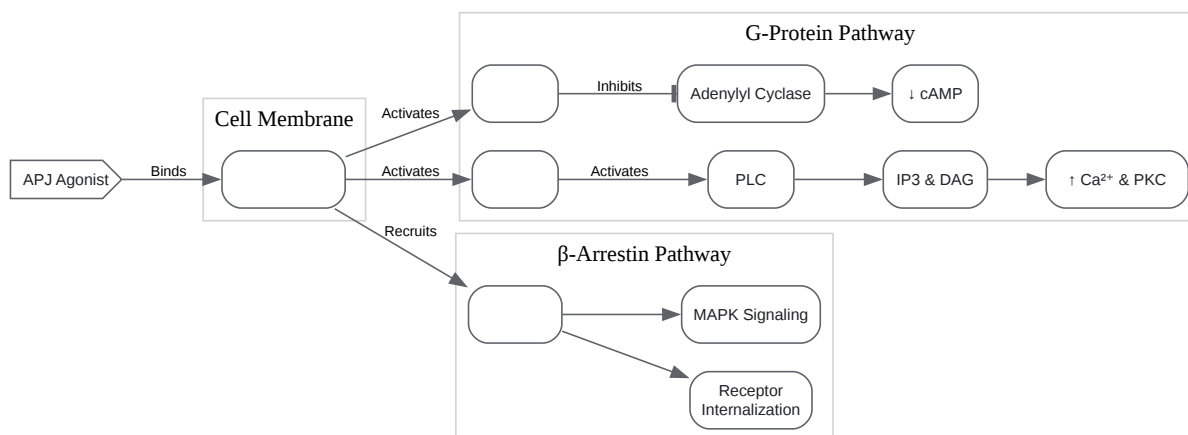 G-Protein Pathway
Inhibits
Adenylyl Cyclase
↓ cAMP
Cell Membrane
Activates
APJ Agonist
Binds
Activates
Activates
PLC
IP3 & DAG
↑ Ca²⁺ & PKC
Recruits
β-Arrestin Pathway
MAPK Signaling
Receptor
Internalization